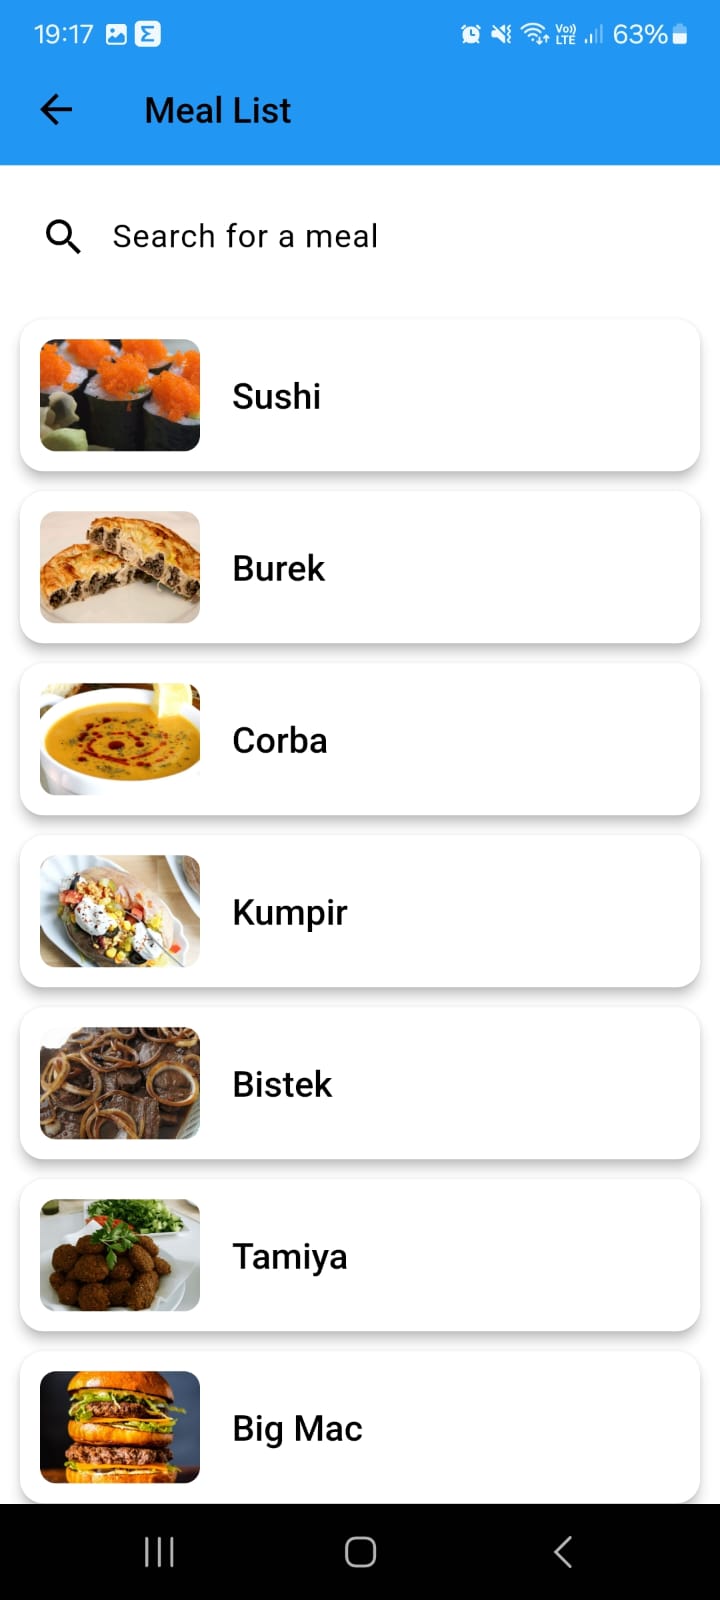 19:17
Vo)) LTE 63%
Meal List
Search for a meal
Sushi
Burek
Corba
Kumpir
Bistek
Tamiya
Big Mac